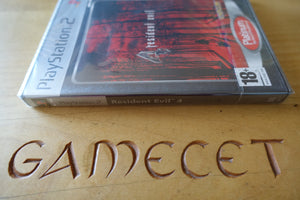 PlayStation 2
resident evil
4
Platinum
18+
Resident Evil 4
GAMECET